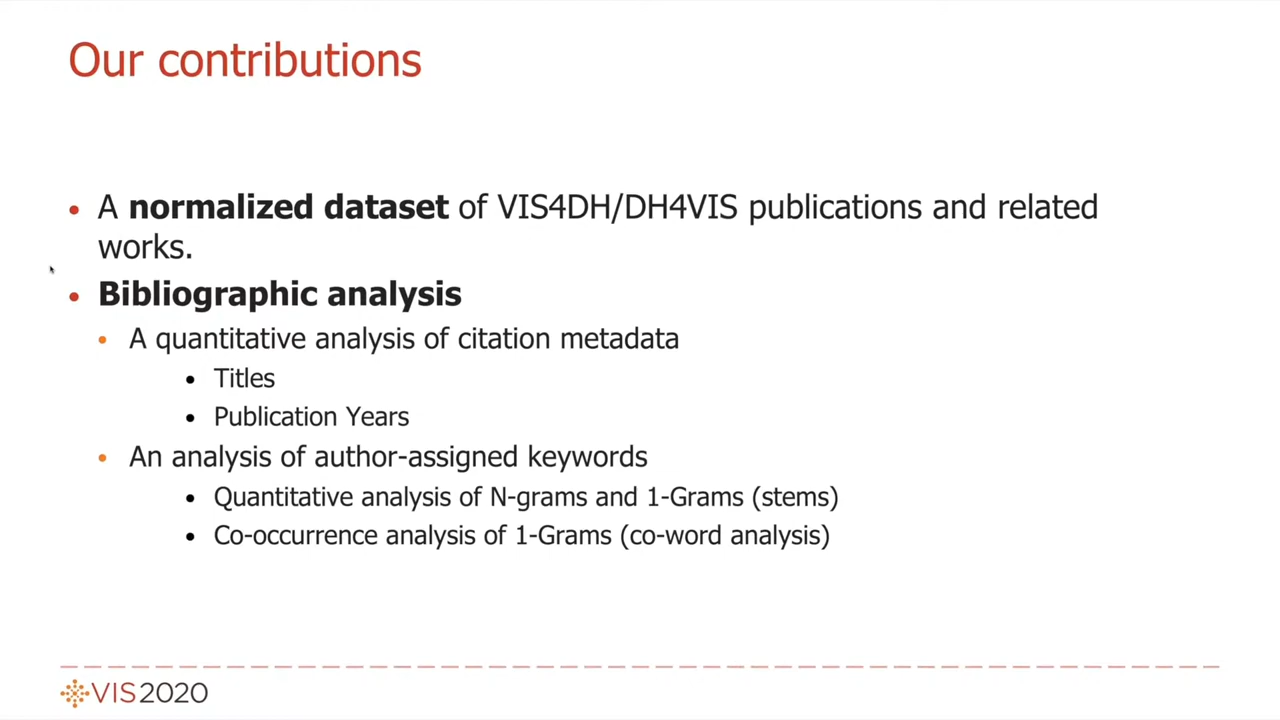 Our contributions
A normalized dataset of VIS4DH/DH4VIS publications and related
works.
Bibliographic analysis
A quantitative analysis of citation metadata
Titles
Publication Years
An analysis of author-assigned keywords
Quantitative analysis of N-grams and 1-Grams (stems)
Co-occurrence analysis of 1-Grams (co-word analysis)
VIS2020